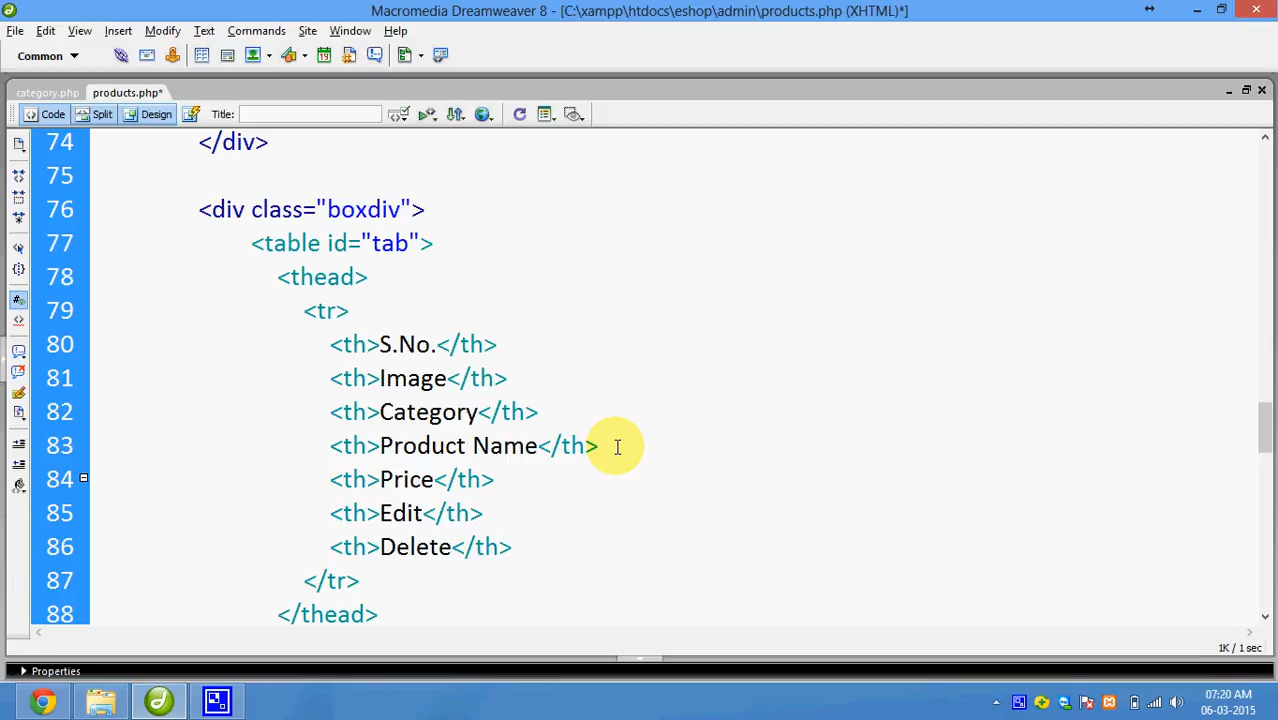 Macromedia Dreamweaver 8 - [C:\xampp\htdocs\eshop\admin\products.php (XHTML)*]
File Edit View Insert Modify Text Commands Site Window Help
Common
category.php products.php*
Code Split Design Title:
74 </div>
75
76 <div class="boxdiv">
77 <table id="tab">
78 <thead>
79 <tr>
80 <th>S.No.</th>
81 <th>Image</th>
82 <th>Category</th>
83 <th>Product Name</th>
84 <th>Price</th>
85 <th>Edit</th>
86 <th>Delete</th>
87 </tr>
88 </thead>
1K / 1 sec
Properties
07:20 AM
06-03-2015